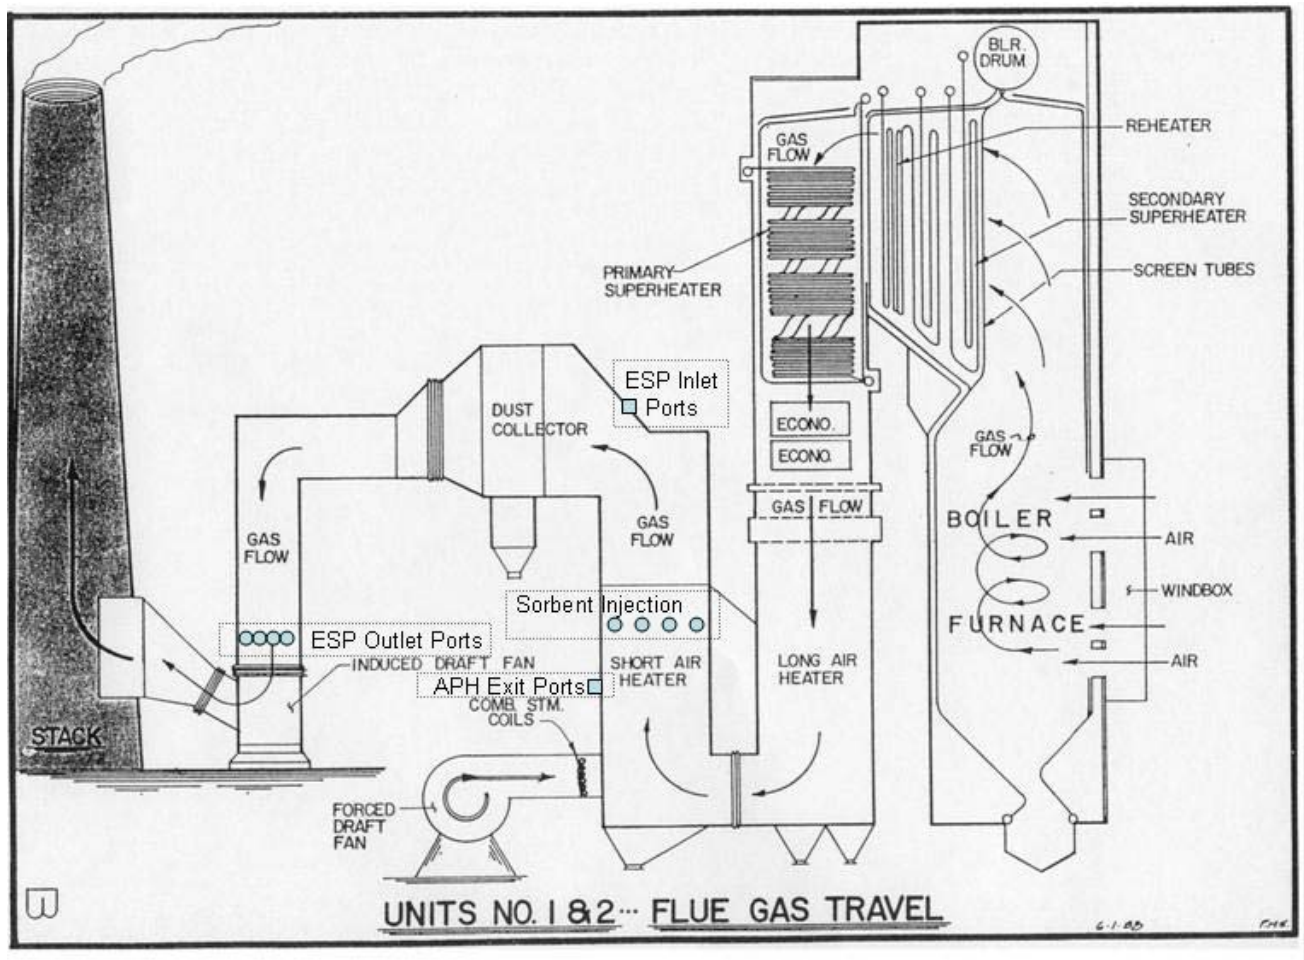 BLR.
DRUM
REHEATER
GAS
FLOW
SECONDARY
SUPERHEATER
SCREEN TUBES
PRIMARY
SUPERHEATER
ESP Inlet
Ports
DUST
COLLECTOR
ECONO.
ECONO.
GAS
FLOW
GAS FLOW
BOILER
AIR
GAS
FLOW
GAS
FLOW
WINDBOX
Sorbent Injection
FURNACE
ESP Outlet Ports
INDUCED DRAFT FAN
SHORT AIR
HEATER
LONG AIR
HEATER
AIR
APH Exit Ports
COMB. STM.
COILS
STACK
FORCED
DRAFT
FAN
UNITS NO. 1 & 2... FLUE GAS TRAVEL